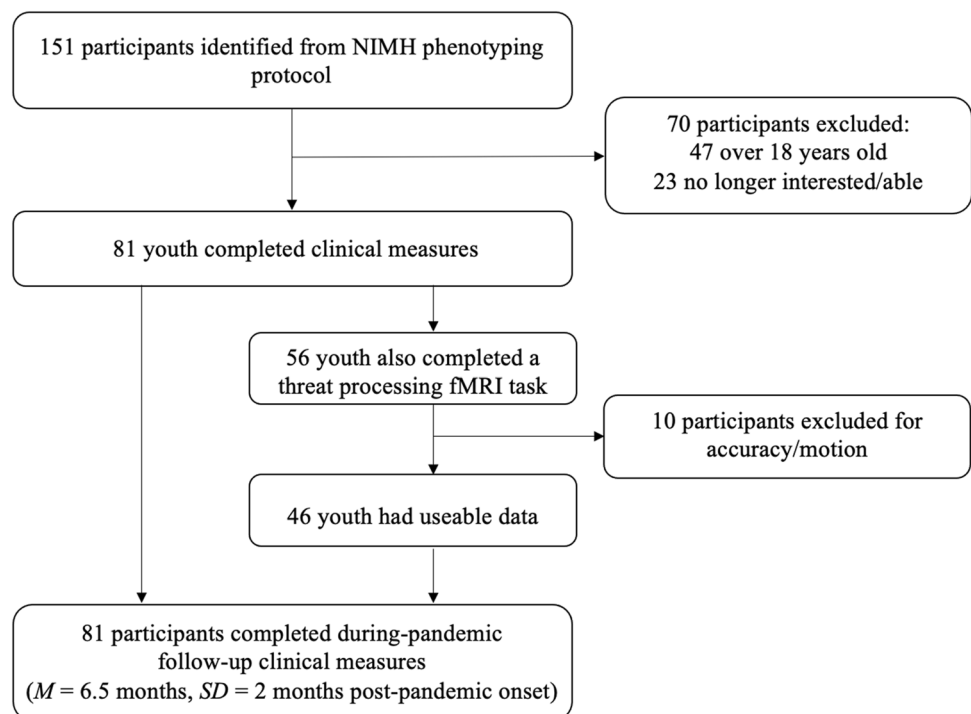 151 participants identified from NIMH phenotyping
protocol
70 participants excluded:
47 over 18 years old
23 no longer interested/able
81 youth completed clinical measures
56 youth also completed a
threat processing fMRI task
10 participants excluded for
accuracy/motion
46 youth had useable data
81 participants completed during-pandemic
follow-up clinical measures
(M = 6.5 months, SD = 2 months post-pandemic onset)